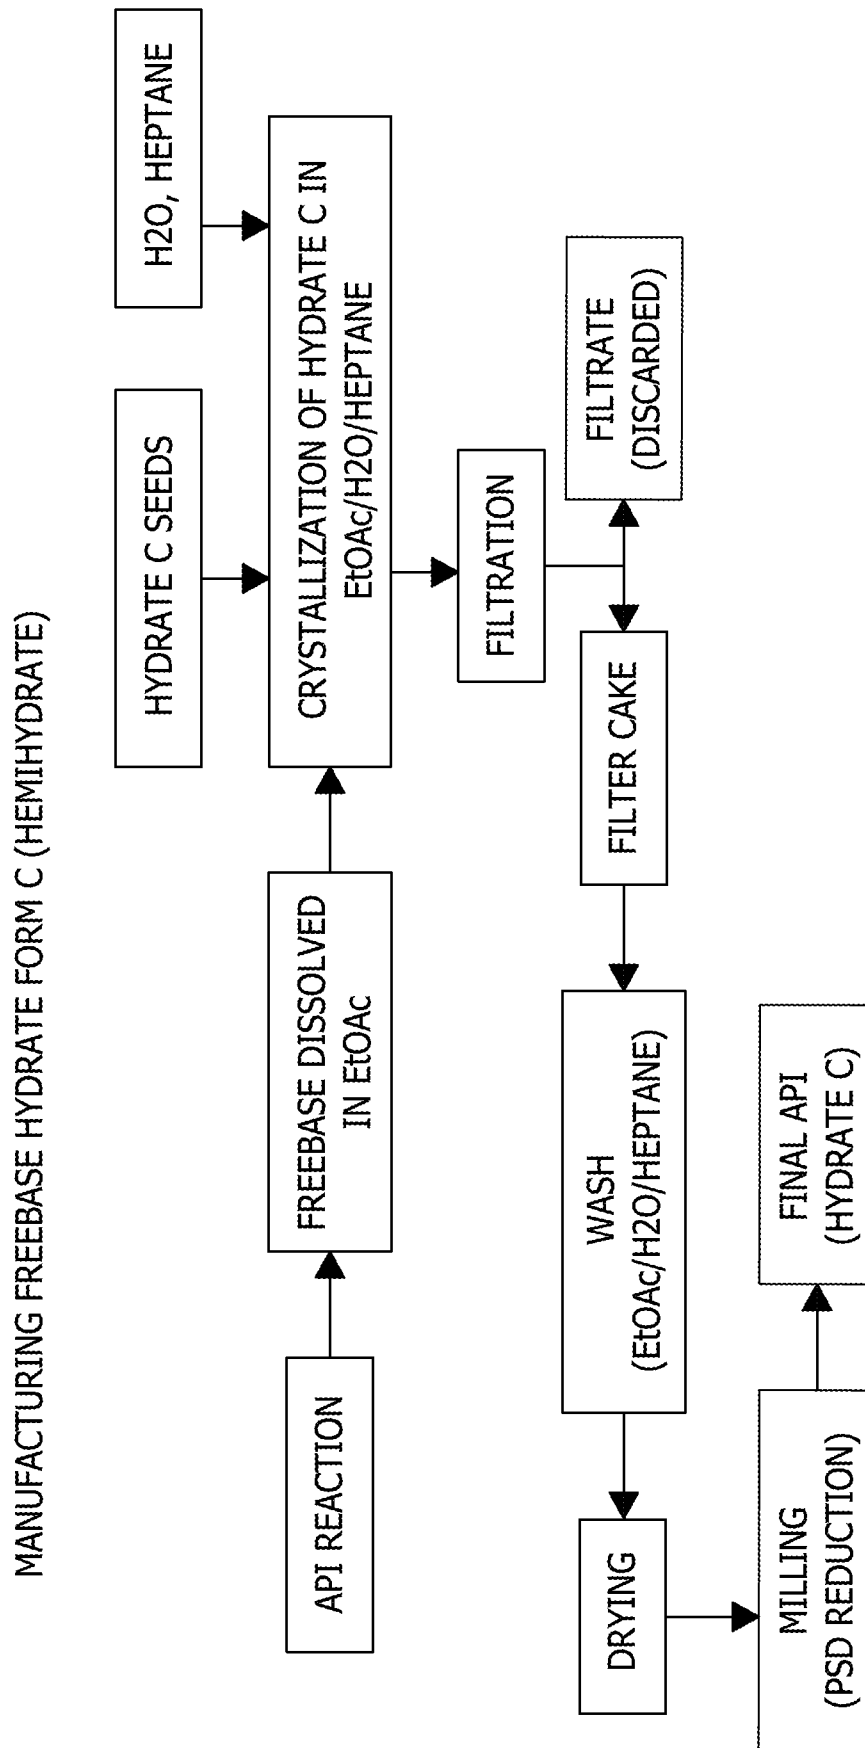 MANUFACTURING FREEBASE HYDRATE FORM C (HEMIHYDRATE)
HYDRATE C SEEDS
H2O, HEPTANE
API REACTION
FREEBASE DISSOLVED
IN EtOAc
CRYSTALLIZATION OF HYDRATE C IN
EtOAc/H2O/HEPTANE
FILTRATION
FILTRATE
(DISCARDED)
FILTER CAKE
WASH
(EtOAc/H2O/HEPTANE)
DRYING
MILLING
(PSD REDUCTION)
FINAL API
(HYDRATE C)